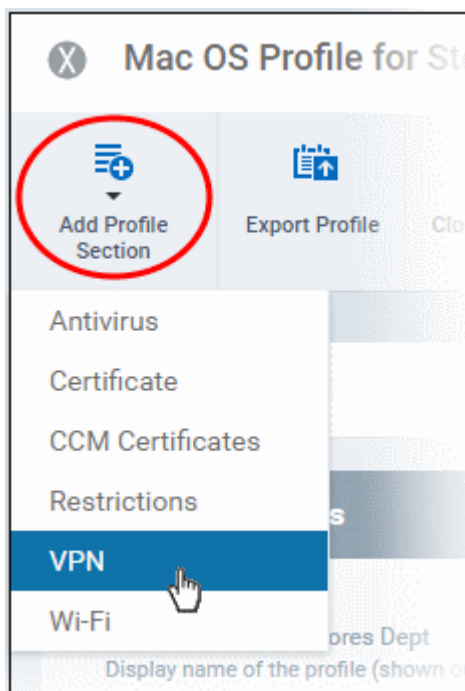 Mac OS Profile for St
Add Profile
Section
Export Profile
Clo
Antivirus
Certificate
CCM Certificates
Restrictions
VPN
Wi-Fi
s
ores Dept
Display name of the profile (shown o